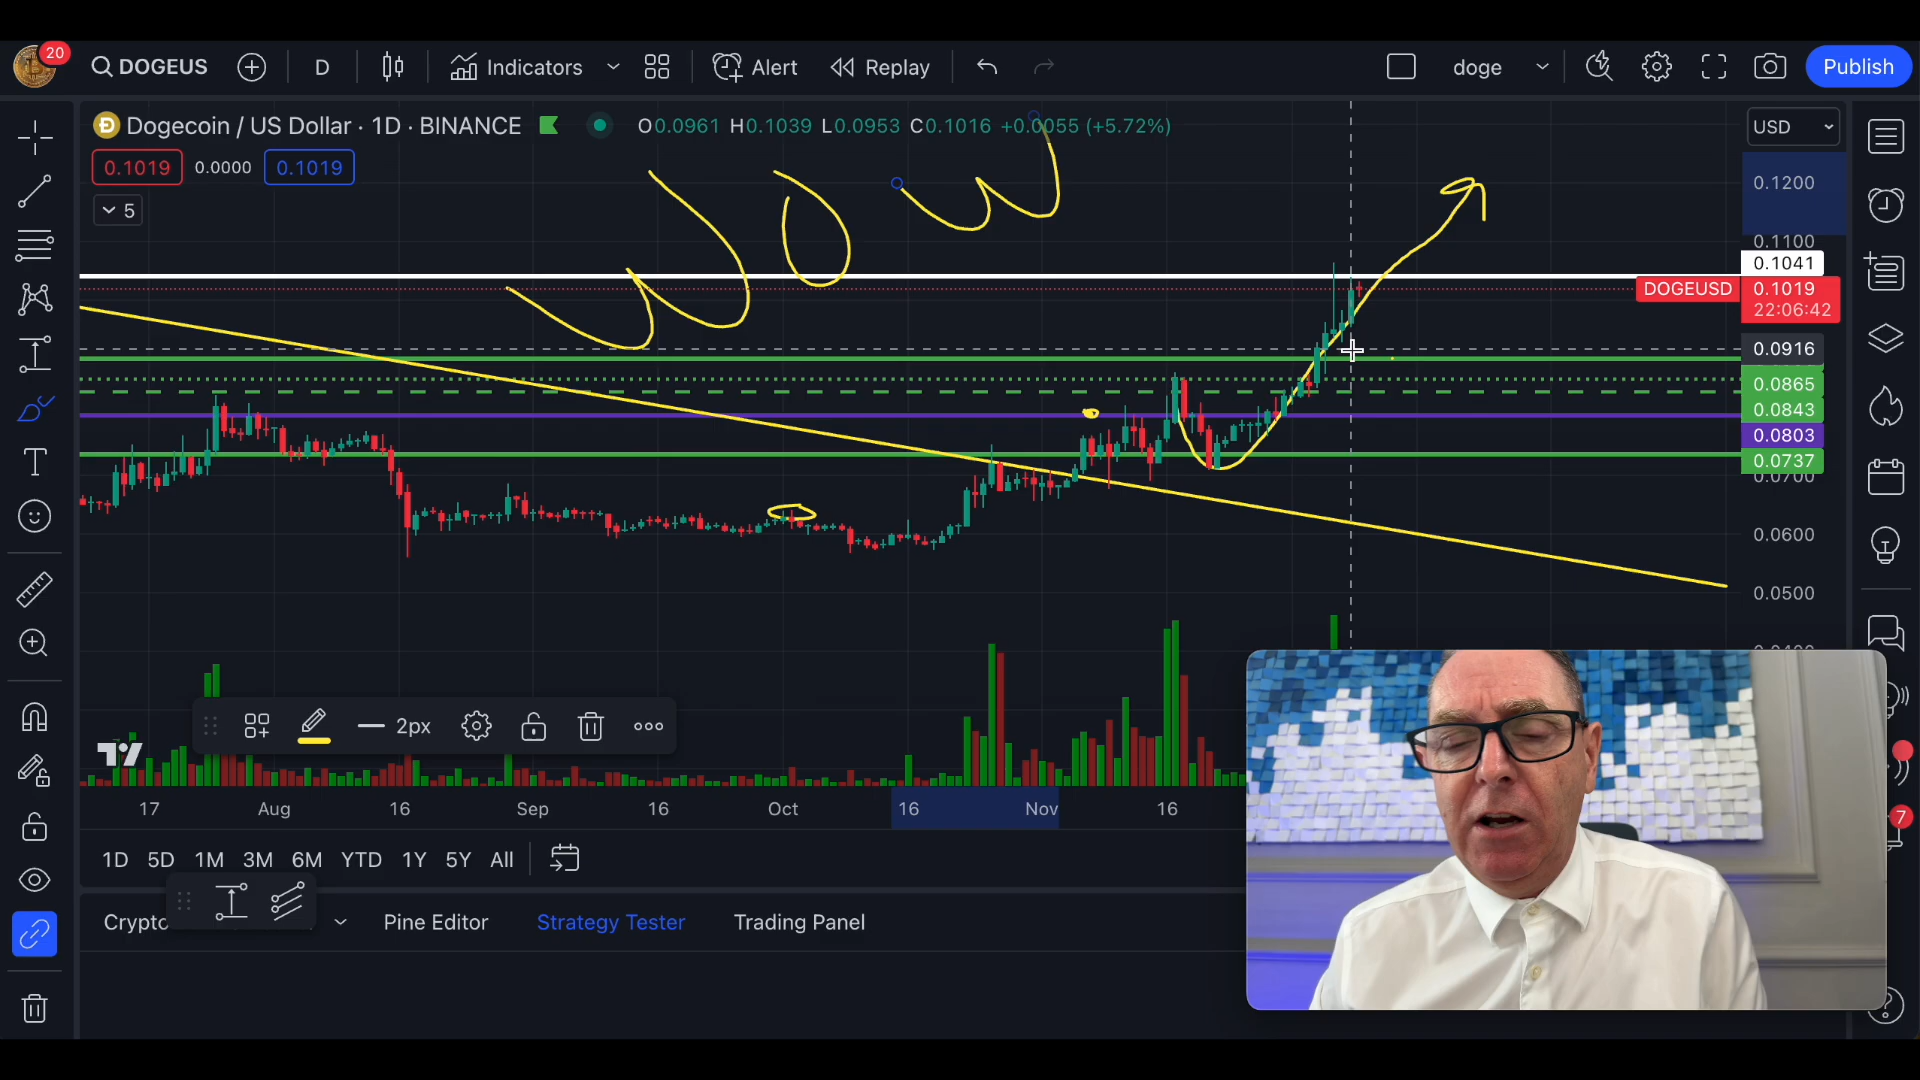 20 DOGEUS D Indicators Alert Replay doge Publish
Dogecoin / US Dollar · 1D · BINANCE O0.0961 H0.1039 L0.0953 C0.1016 +0.0055 (+5.72%) USD
0.1019 0.0000 0.1019
5
wow
0.1200
0.1100
0.1041
DOGEUSD 0.1019
22:06:42
0.0916
0.0865
0.0843
0.0803
0.0737
0.0700
0.0600
0.0500
2px
17 Aug 16 Sep 16 Oct 16 Nov 16
7
1D 5D 1M 3M 6M YTD 1Y 5Y All
Pine Editor Strategy Tester Trading Panel